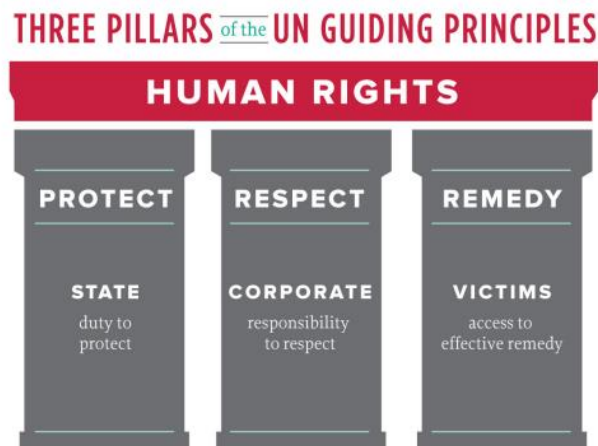 THREE PILLARS of the UN GUIDING PRINCIPLES
HUMAN RIGHTS
PROTECT
STATE
duty to
protect
RESPECT
CORPORATE
responsibility
to respect
REMEDY
VICTIMS
access to
effective remedy